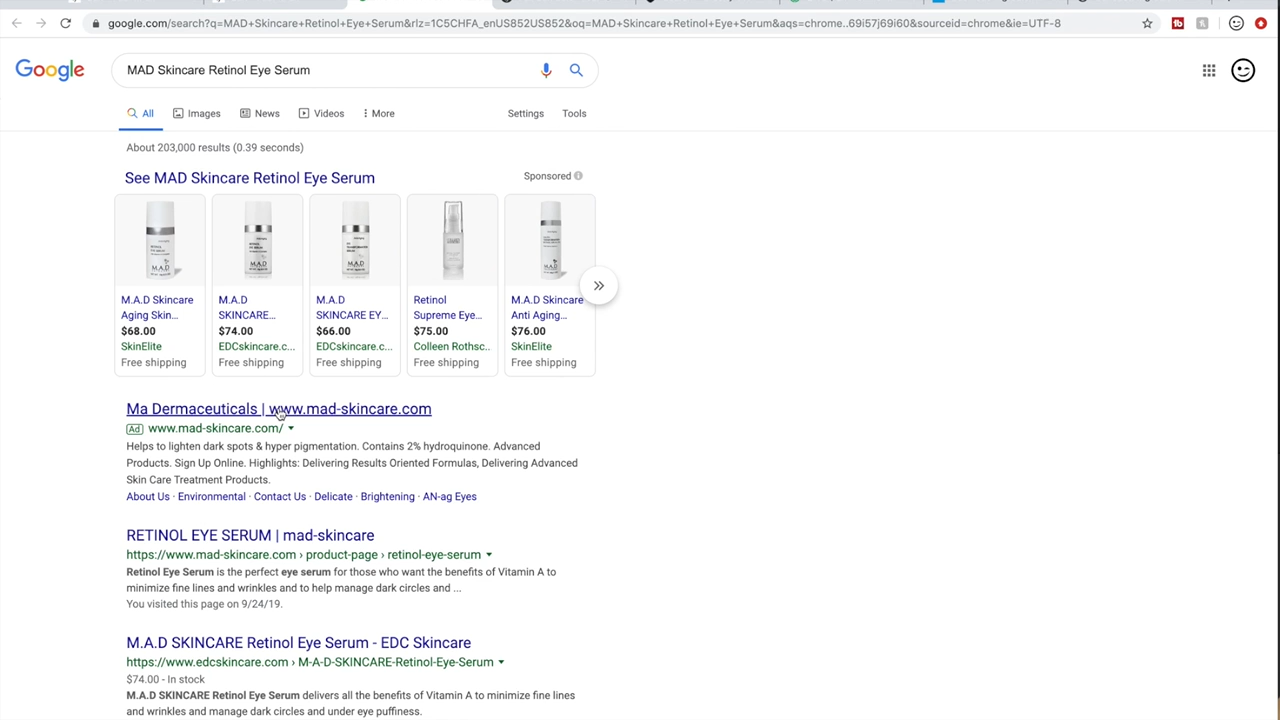 google.com/search?q=MAD+Skincare+Retinol+Eye+Serum&rlz=1C5CHFA_enUS852US852&oq=MAD+Skincare+Retinol+Eye+Serum&aqs=chrome..69i57j69i60&sourceid=chrome&ie=UTF-8
Google
MAD Skincare Retinol Eye Serum
All Images News Videos More Settings Tools
About 203,000 results (0.39 seconds)
See MAD Skincare Retinol Eye Serum Sponsored
M.A.D Skincare Aging Skin...
$68.00
SkinElite
Free shipping
M.A.D SKINCARE...
$74.00
EDCskincare.c...
Free shipping
M.A.D SKINCARE EY...
$66.00
EDCskincare.c...
Free shipping
Retinol Supreme Eye...
$75.00
Colleen Rothsc..
Free shipping
M.A.D Skincare Anti Aging...
$76.00
SkinElite
Free shipping
Ma Dermaceuticals | www.mad-skincare.com
Ad www.mad-skincare.com/
Helps to lighten dark spots & hyper pigmentation. Contains 2% hydroquinone. Advanced
Products. Sign Up Online. Highlights: Delivering Results Oriented Formulas, Delivering Advanced
Skin Care Treatment Products.
About Us · Environmental · Contact Us · Delicate · Brightening · AN-ag Eyes
RETINOL EYE SERUM | mad-skincare
https://www.mad-skincare.com › product-page › retinol-eye-serum
Retinol Eye Serum is the perfect eye serum for those who want the benefits of Vitamin A to
minimize fine lines and wrinkles and to help manage dark circles and ...
You visited this page on 9/24/19.
M.A.D SKINCARE Retinol Eye Serum - EDC Skincare
https://www.edcskincare.com › M-A-D-SKINCARE-Retinol-Eye-Serum
$74.00 - In stock
M.A.D SKINCARE Retinol Eye Serum delivers all the benefits of Vitamin A to minimize fine lines
and wrinkles and manage dark circles and under eye puffiness.